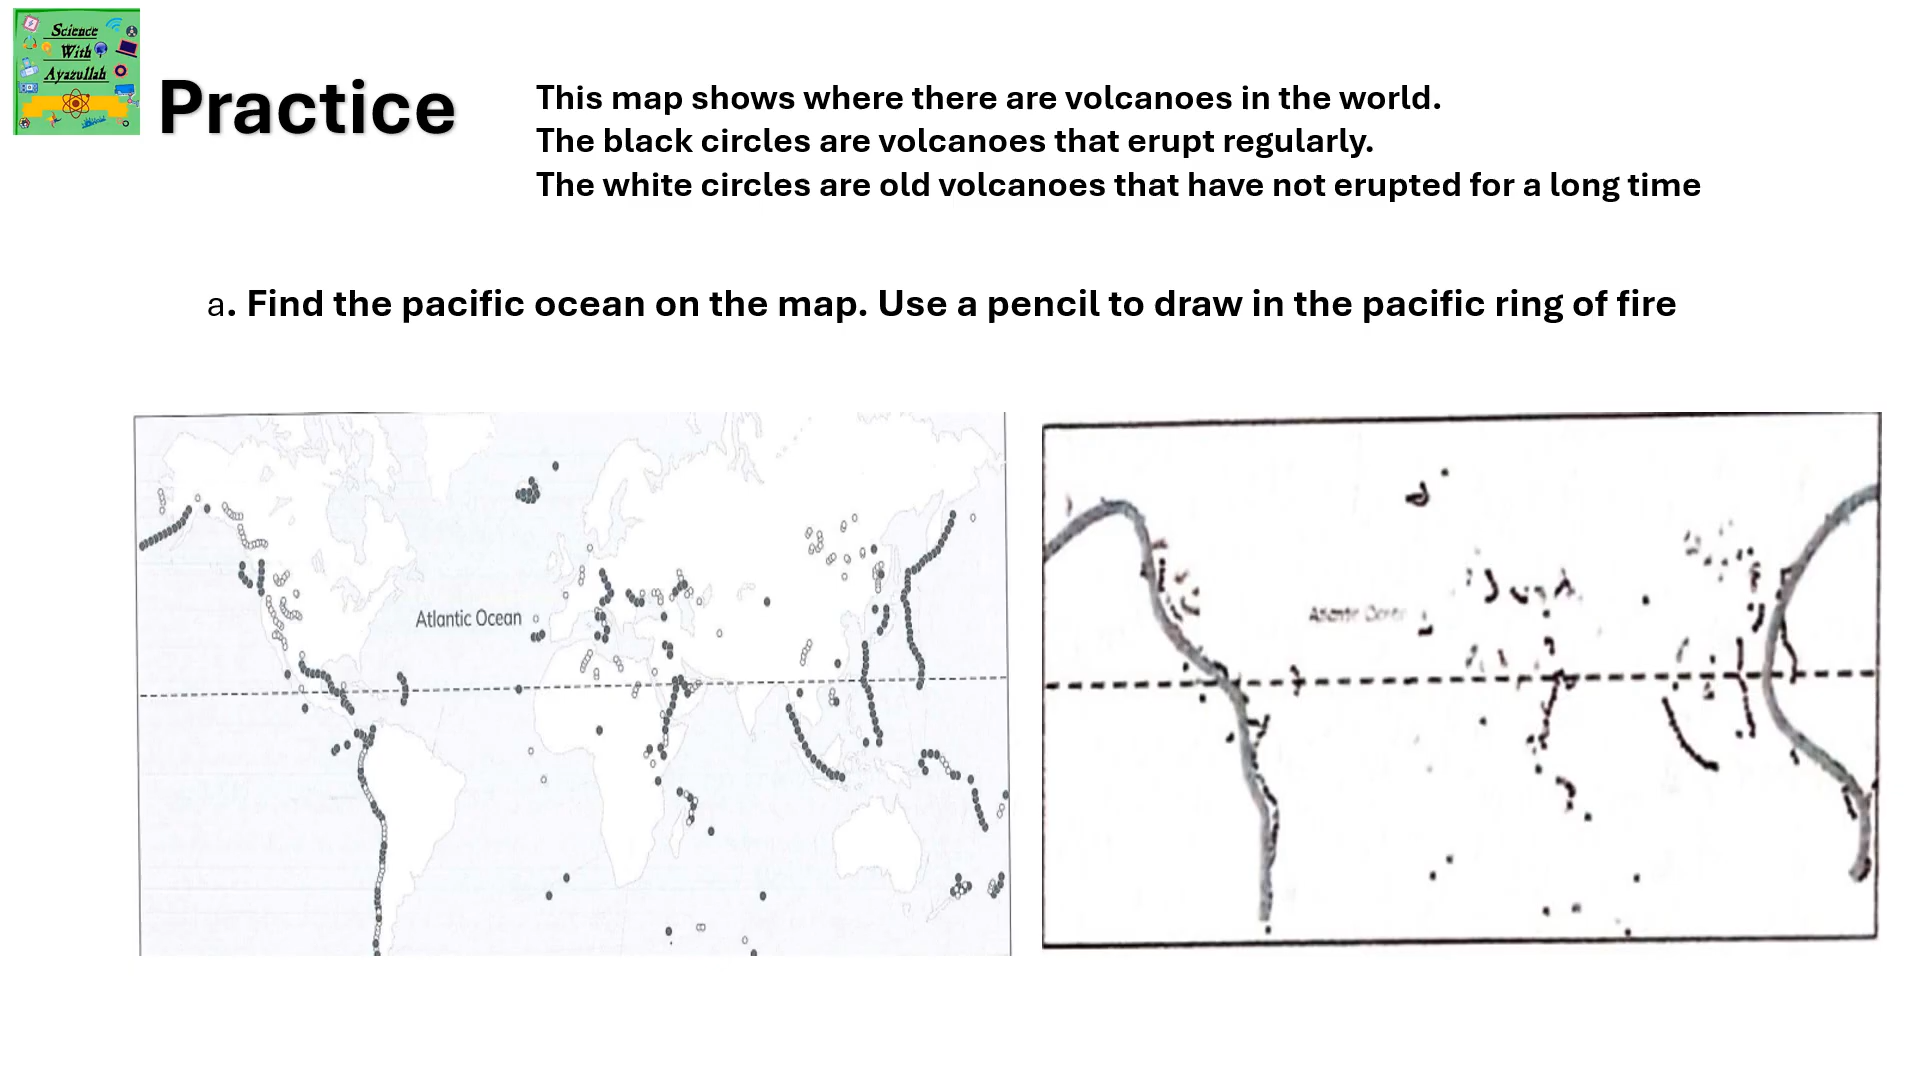 Science
With
Ayazullah
Practice
This map shows where there are volcanoes in the world.
The black circles are volcanoes that erupt regularly.
The white circles are old volcanoes that have not erupted for a long time
a. Find the pacific ocean on the map. Use a pencil to draw in the pacific ring of fire
Atlantic Ocean
Atlantic Ocean